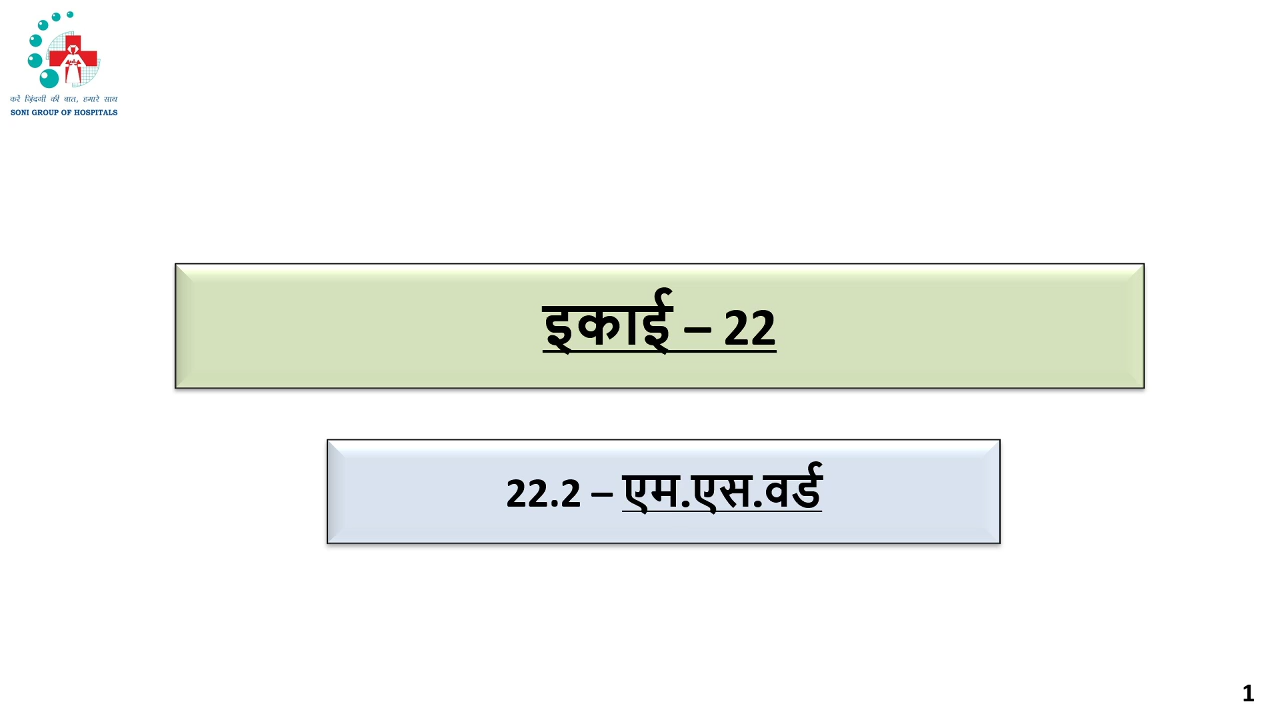 करें ज़िंदगी की बात, हमारे साथ
SONI GROUP OF HOSPITALS
इकाई – 22
22.2 – एम.एस.वर्ड
1